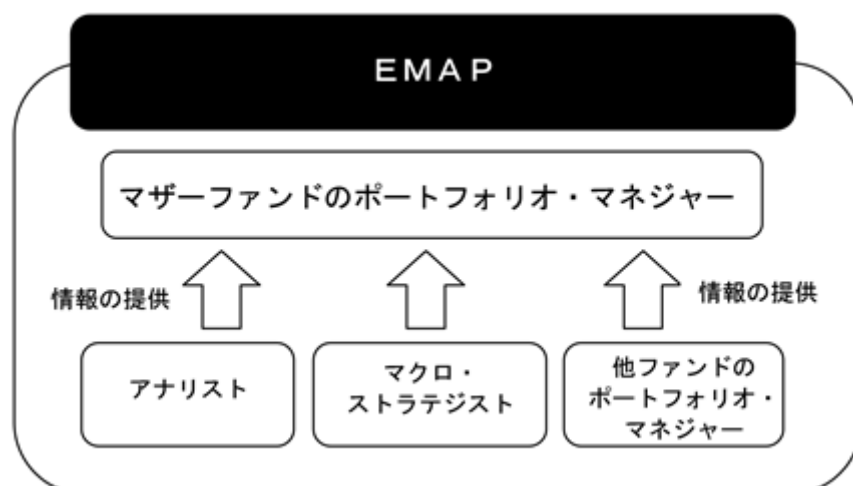 ＥＭＡＰ
マザーファンドのポートフォリオ・マネジャー
情報の提供
情報の提供
アナリスト
マクロ・
ストラテジスト
他ファンドの
ポートフォリオ・
マネジャー